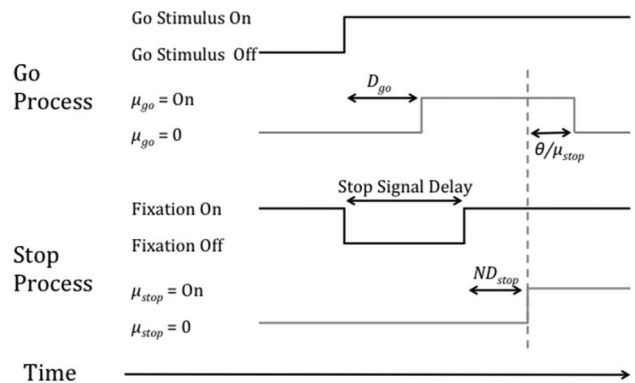 Go Stimulus On
Go Stimulus Off
Go
Process
D_go
μ_go = On
μ_go = 0
θ/μ_stop
Stop Signal Delay
Fixation On
Fixation Off
Stop
Process
ND_stop
μ_stop = On
μ_stop = 0
Time